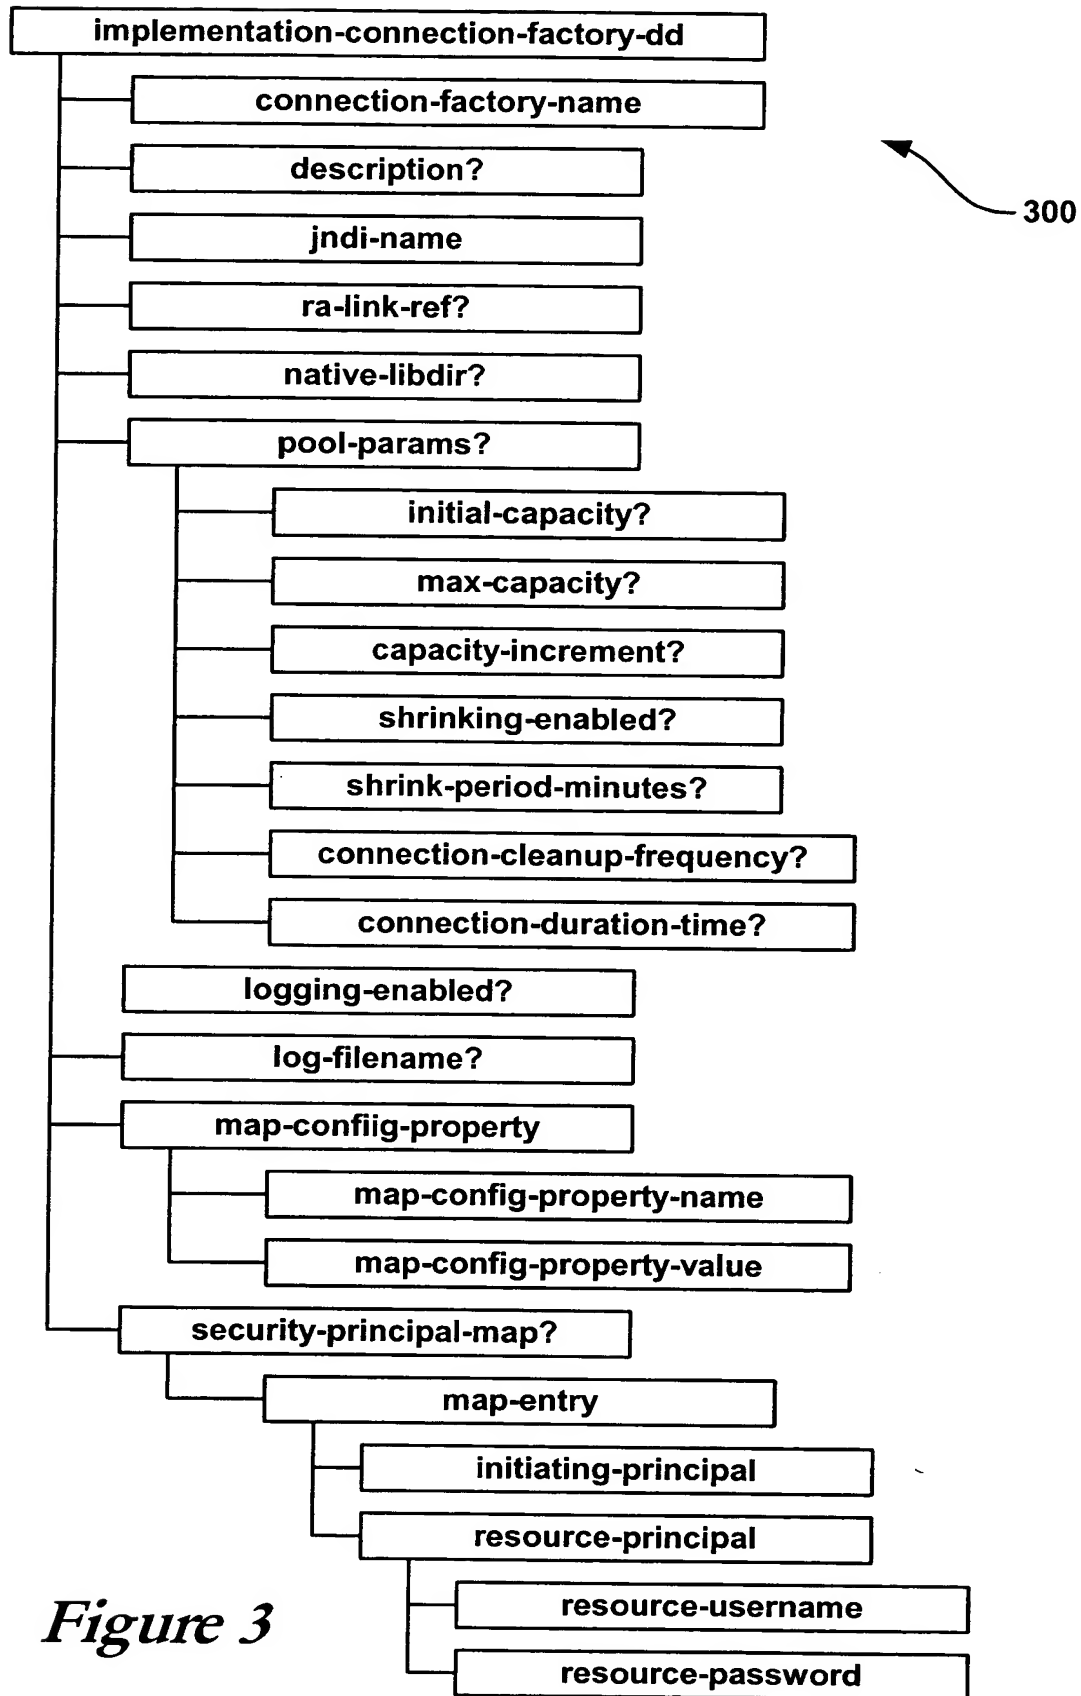 implementation-connection-factory-dd
connection-factory-name
description?
300
jndi-name
ra-link-ref?
native-libdir?
pool-params?
initial-capacity?
max-capacity?
capacity-increment?
shrinking-enabled?
shrink-period-minutes?
connection-cleanup-frequency?
connection-duration-time?
logging-enabled?
log-filename?
map-confiig-property
map-config-property-name
map-config-property-value
security-principal-map?
map-entry
initiating-principal
resource-principal
resource-username
resource-password
Figure 3